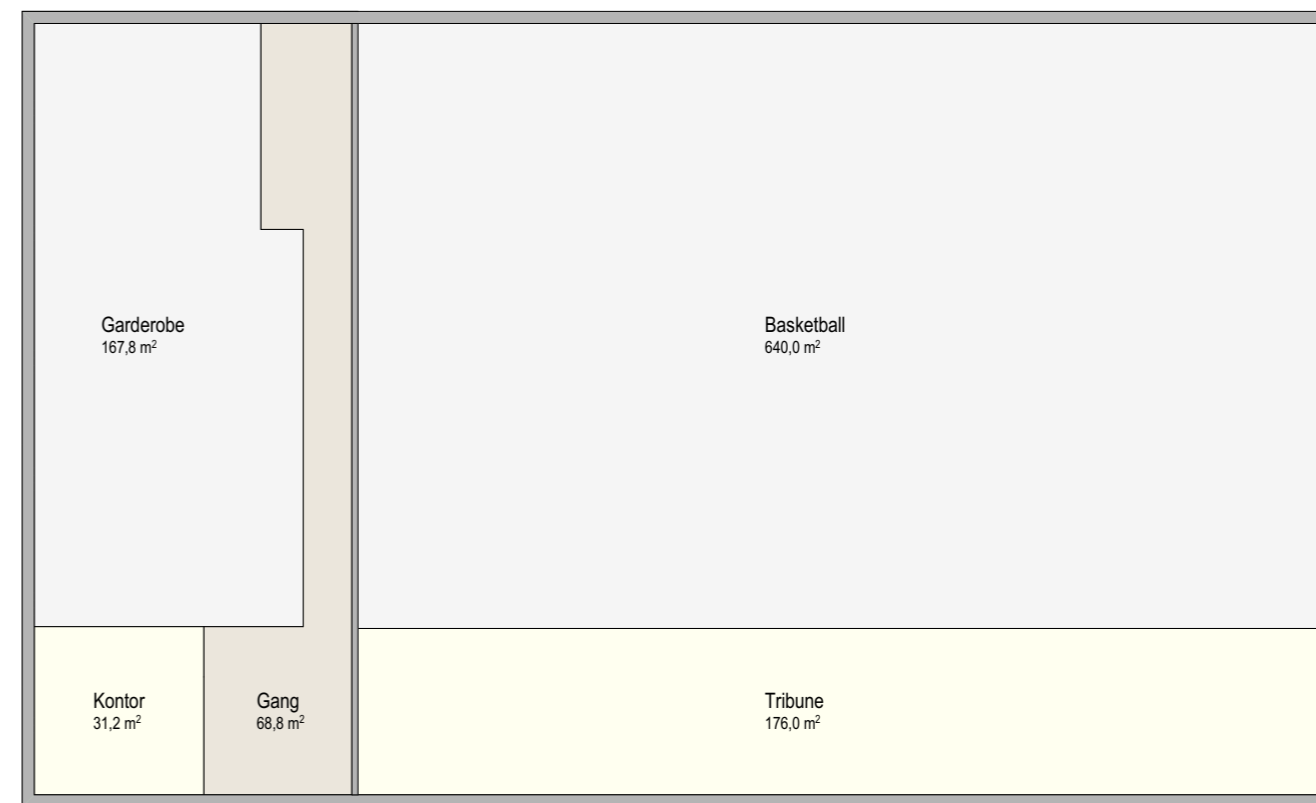 Garderobe
167,8 m²
Basketball
640,0 m²
Kontor
31,2 m²
Gang
68,8 m²
Tribune
176,0 m²